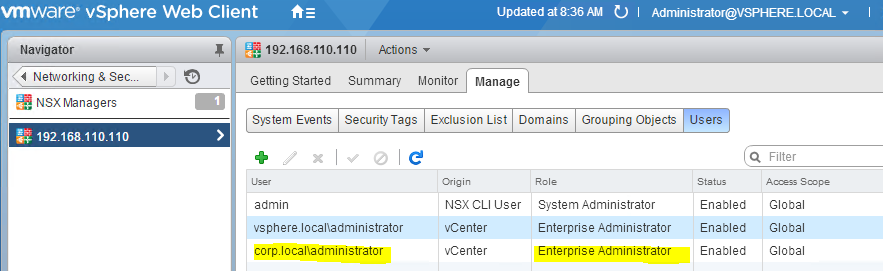 vmware® vSphere Web Client Updated at 8:36 AM Administrator@VSPHERE.LOCAL
Navigator
Networking & Sec...
NSX Managers 1
192.168.110.110
192.168.110.110 Actions
Getting Started Summary Monitor Manage
System Events Security Tags Exclusion List Domains Grouping Objects Users
Filter
User Origin Role Status Access Scope
admin NSX CLI User System Administrator Enabled Global
vsphere.local\administrator vCenter Enterprise Administrator Enabled Global
corp.local\administrator vCenter Enterprise Administrator Enabled Global